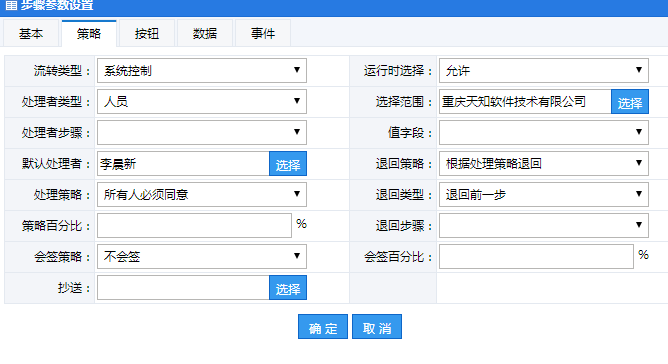 步骤参数设置
基本 策略 按钮 数据 事件
流转类型： 系统控制 运行时选择： 允许
处理者类型： 人员 选择范围： 重庆天知软件技术有限公司 选择
处理者步骤： 值字段：
默认处理者： 李晨新 选择 退回策略： 根据处理策略退回
处理策略： 所有人必须同意 退回类型： 退回前一步
策略百分比： % 退回步骤：
会签策略： 不会签 会签百分比： %
抄送： 选择
确 定 取 消